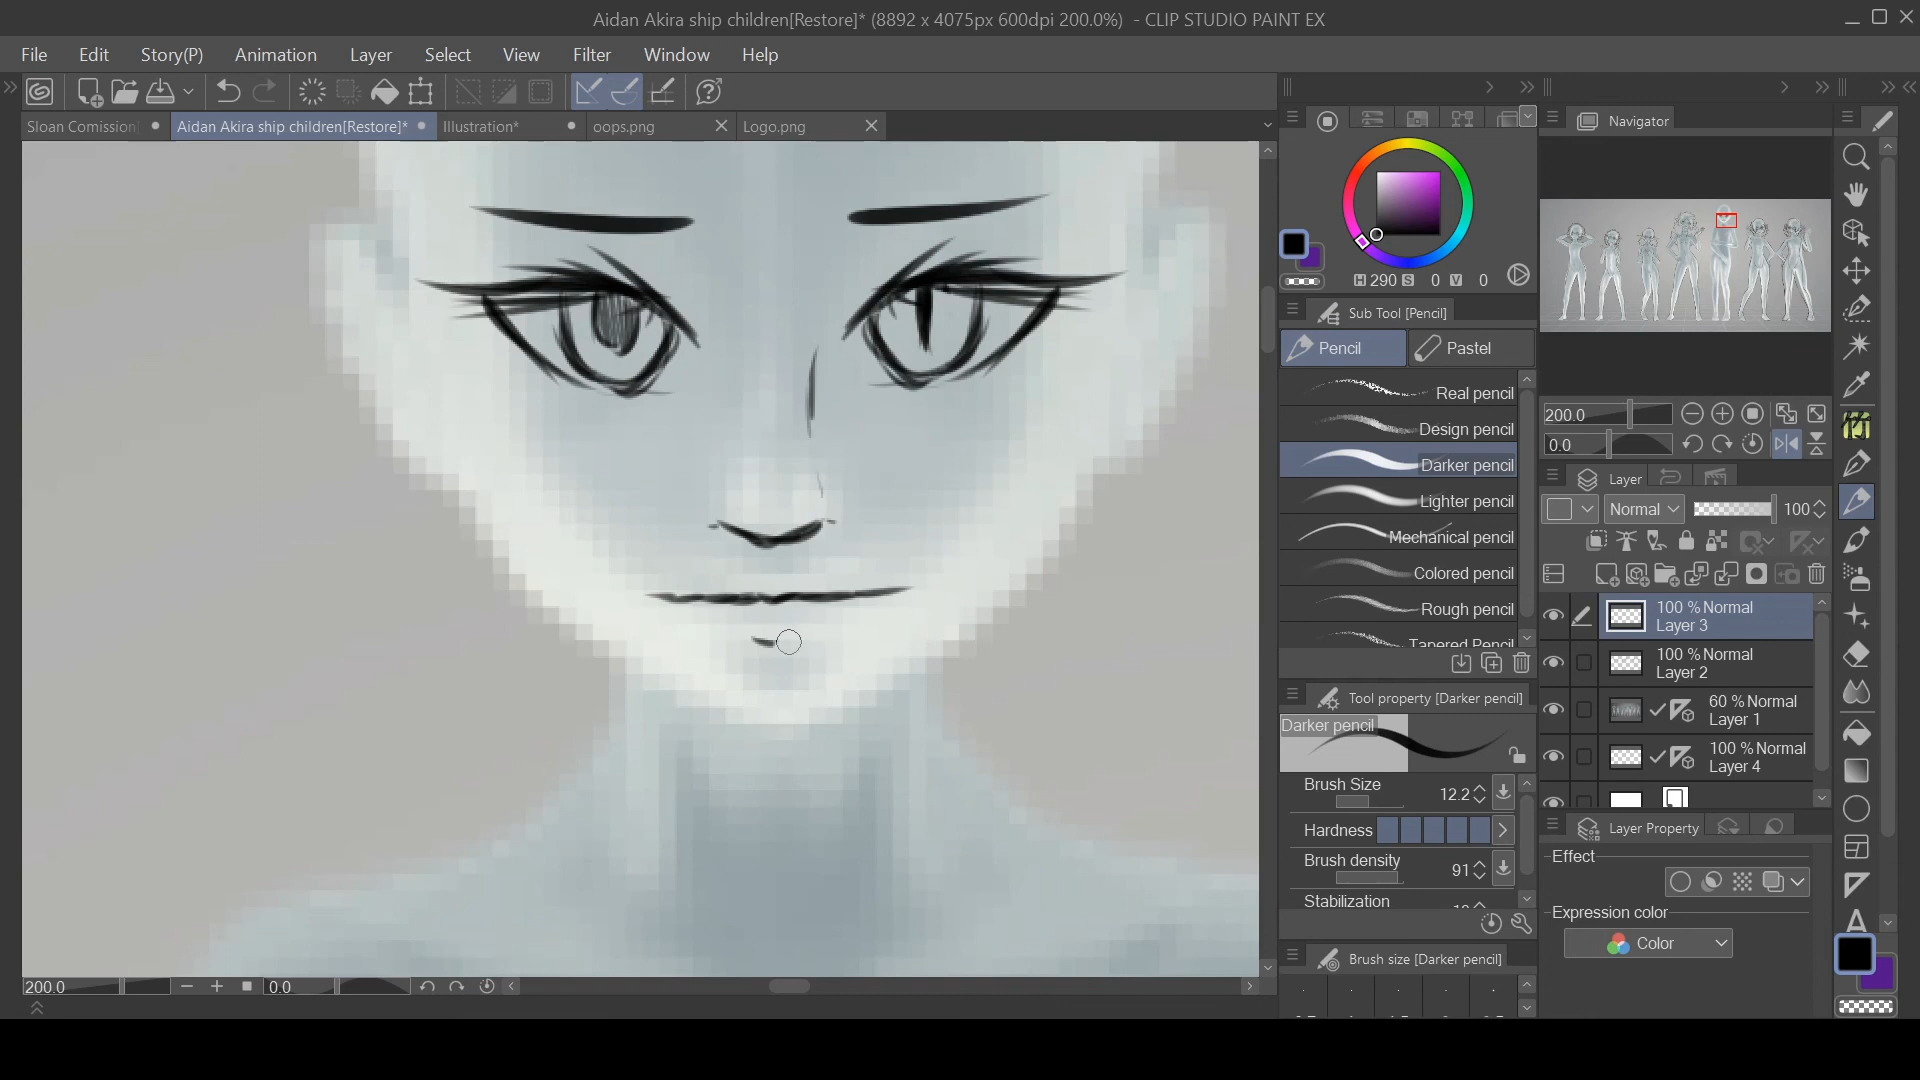 Aidan Akira ship children[Restore]* (8892 x 4075px 600dpi 200.0%) - CLIP STUDIO PAINT EX
File Edit Story(P) Animation Layer Select View Filter Window Help
Sloan Comission Aidan Akira ship children[Restore]* Illustration* oops.png Logo.png
Navigator
H 290 S 0 V 0
Sub Tool [Pencil]
Pencil Pastel
Real pencil
Design pencil
Darker pencil
Lighter pencil
Mechanical pencil
Colored pencil
Rough pencil
Tapered Pencil
Tool property [Darker pencil]
Darker pencil
Brush Size 12.2
Hardness
Brush density 91
Stabilization
Brush size [Darker pencil]
200.0
0.0
Layer
Normal 100
100 % Normal
Layer 3
100 % Normal
Layer 2
60 % Normal
Layer 1
100 % Normal
Layer 4
Layer Property
Effect
Expression color
Color
200.0 0.0